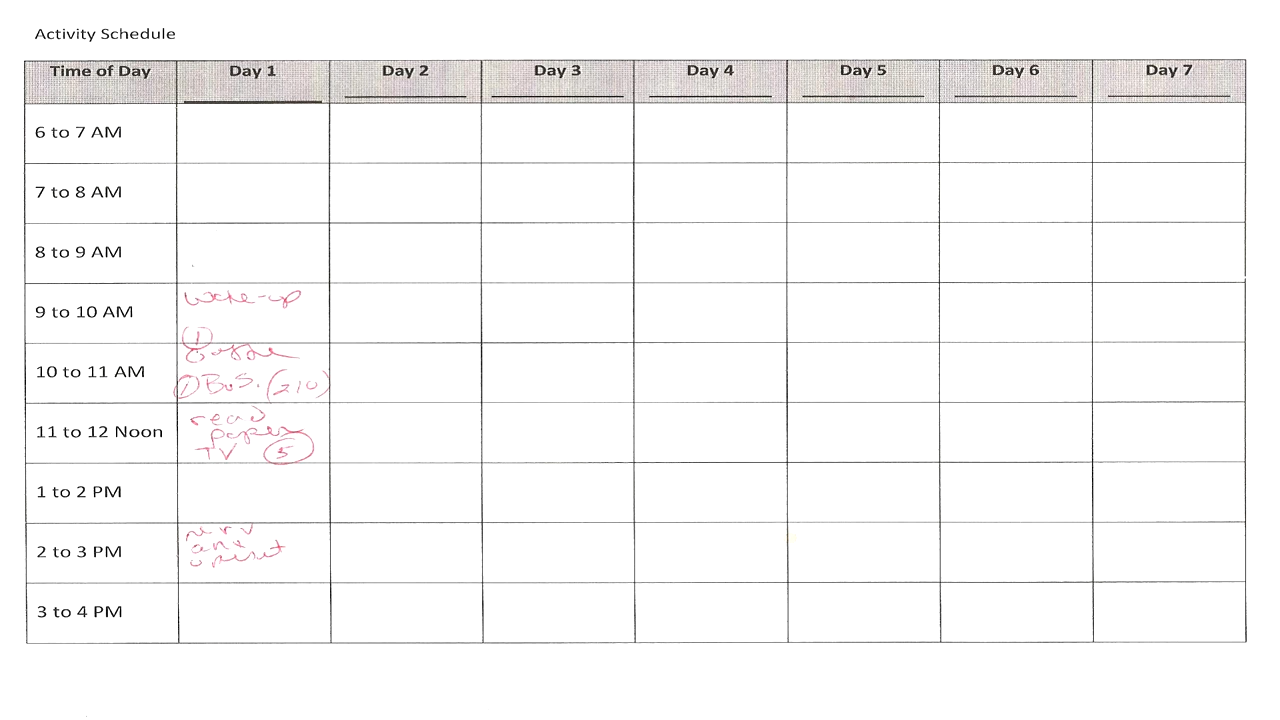 Activity Schedule
Time of Day Day 1 Day 2 Day 3 Day 4 Day 5 Day 6 Day 7
6 to 7 AM
7 to 8 AM
8 to 9 AM
9 to 10 AM wake-up
①
10 to 11 AM
① BUS. (210)
11 to 12 Noon read
paper
TV ⑤
1 to 2 PM
2 to 3 PM
upset
3 to 4 PM